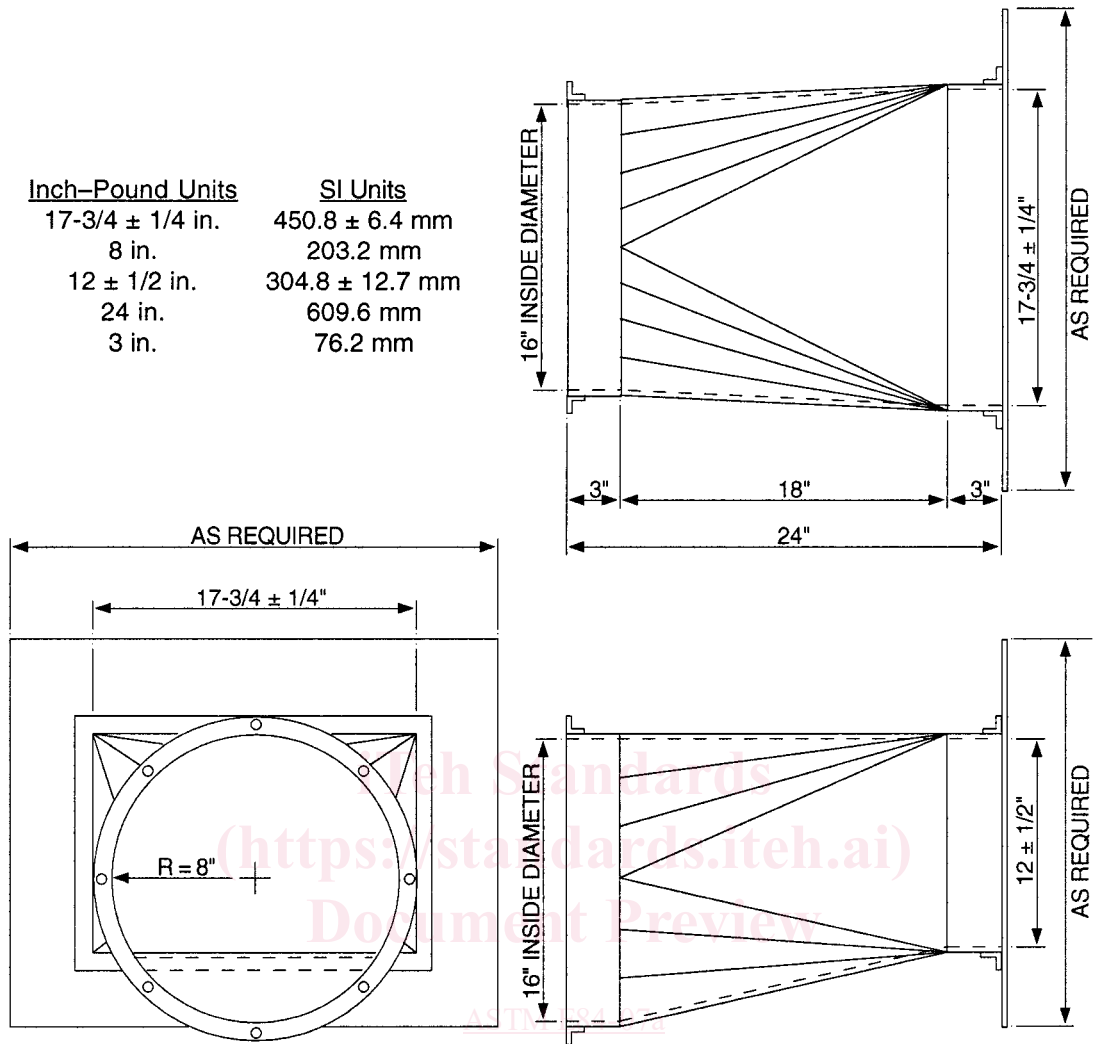 Inch–Pound Units SI Units
17-3/4 ± 1/4 in. 450.8 ± 6.4 mm
8 in. 203.2 mm
12 ± 1/2 in. 304.8 ± 12.7 mm
24 in. 609.6 mm
3 in. 76.2 mm
16" INSIDE DIAMETER
17-3/4 ± 1/4"
AS REQUIRED
3"
18"
3"
24"
AS REQUIRED
17-3/4 ± 1/4"
R = 8"
16" INSIDE DIAMETER
12 ± 1/2"
AS REQUIRED
iTeh Standards
(https://standards.iteh.ai)
Document Preview
ASTM